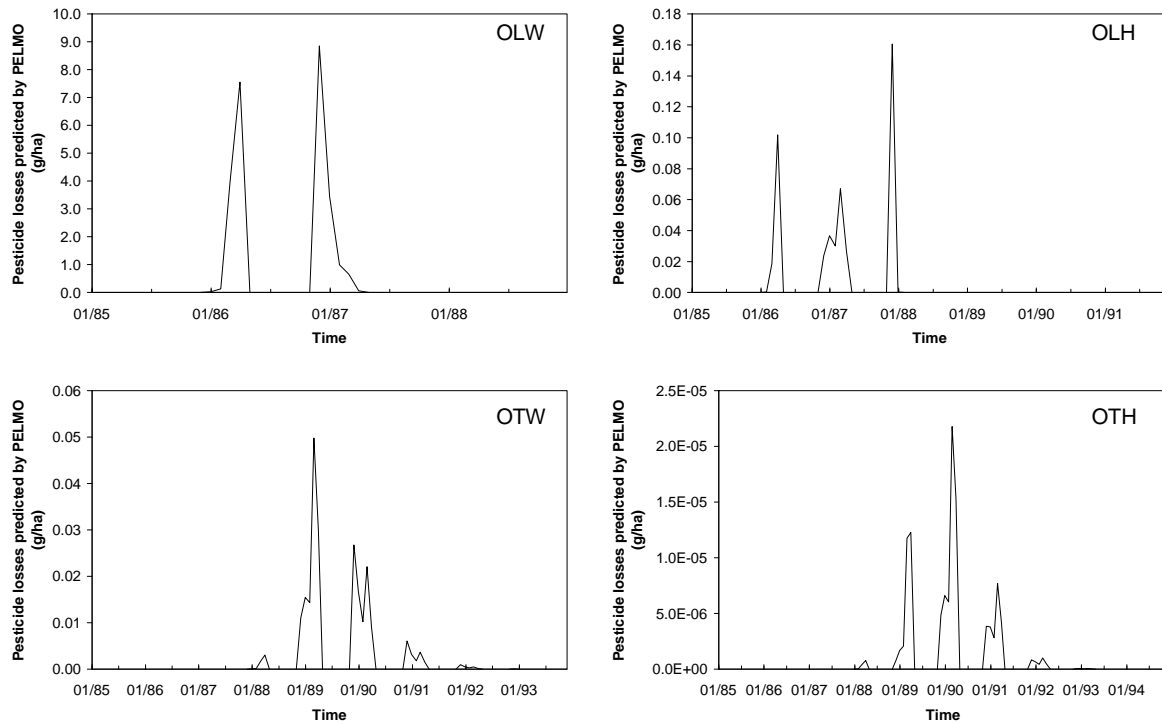 Pesticide losses predicted by PELMO
(g/ha)
10.0
9.0
8.0
7.0
6.0
5.0
4.0
3.0
2.0
1.0
0.0
OLW
01/85 01/86 01/87 01/88
Time
Pesticide losses predicted by PELMO
(g/ha)
0.18
0.16
0.14
0.12
0.10
0.08
0.06
0.04
0.02
0.00
OLH
01/85 01/86 01/87 01/88 01/89 01/90 01/91
Time
Pesticide losses predicted by PELMO
(g/ha)
0.06
0.05
0.04
0.03
0.02
0.01
0.00
OTW
01/85 01/86 01/87 01/88 01/89 01/90 01/91 01/92 01/93
Time
Pesticide losses predicted by PELMO
(g/ha)
2.5E-05
2.0E-05
1.5E-05
1.0E-05
5.0E-06
0.0E+00
OTH
01/85 01/86 01/87 01/88 01/89 01/90 01/91 01/92 01/93 01/94
Time